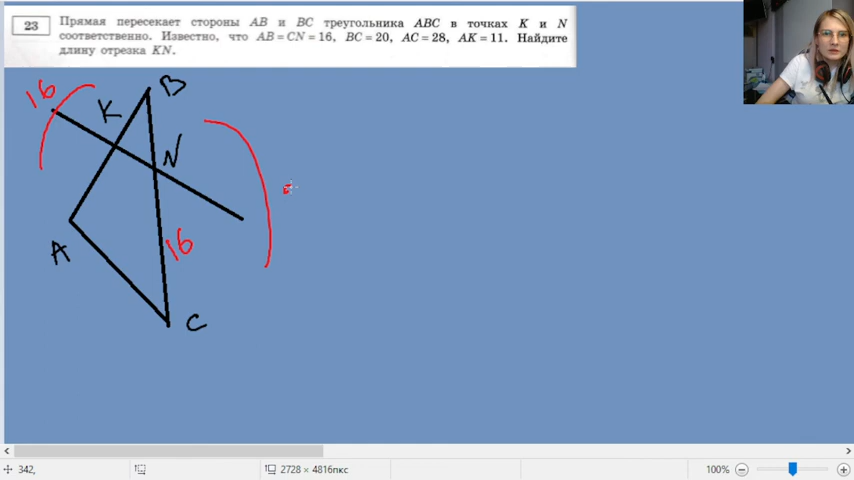 23
Прямая пересекает стороны AB и BC треугольника ABC в точках K и N
соответственно. Известно, что AB = CN = 16, BC = 20, AC = 28, AK = 11. Найдите
длину отрезка KN.
16
K
B
N
A
16
C
342,
2728 × 4816пкс
100%